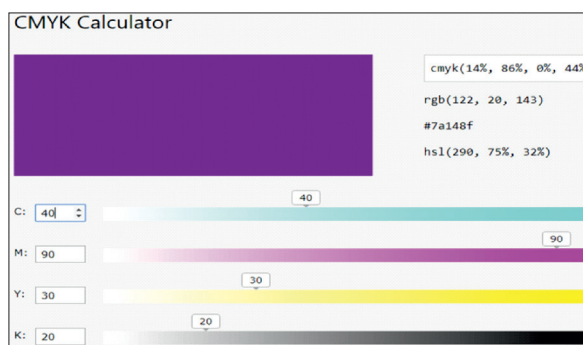 CMYK Calculator
cmyk(14%, 86%, 0%, 44%
rgb(122, 20, 143)
#7a148f
hsl(290, 75%, 32%)
40
C: 40
90
M: 90
30
Y: 30
20
K: 20